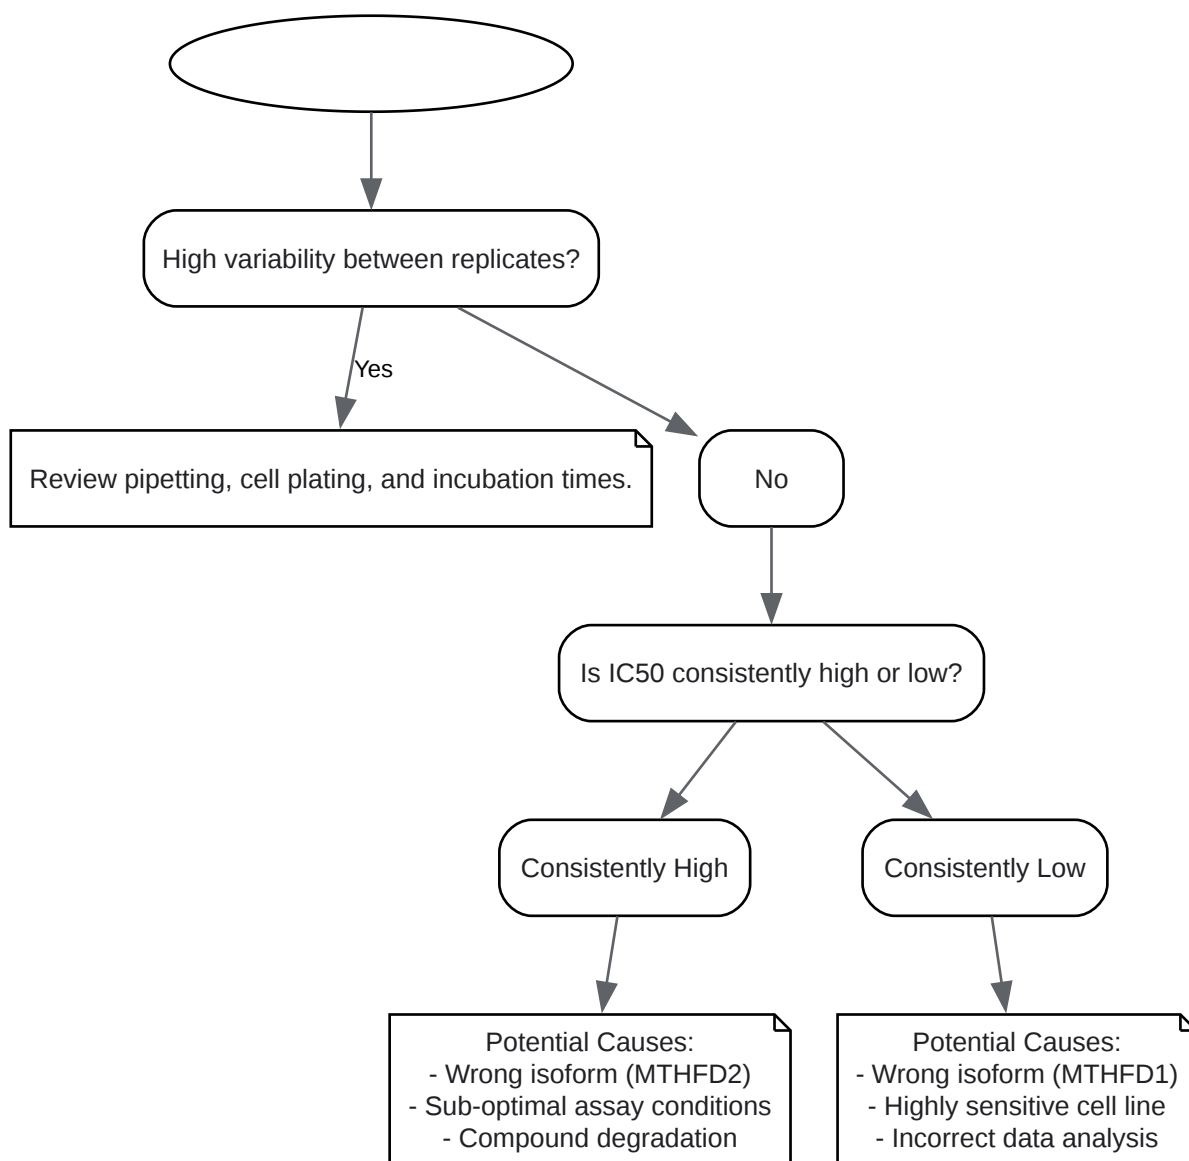 High variability between replicates?
Yes
Review pipetting, cell plating, and incubation times.
No
Is IC50 consistently high or low?
Consistently High
Consistently Low
Potential Causes:
- Wrong isoform (MTHFD2)
- Sub-optimal assay conditions
- Compound degradation
Potential Causes:
- Wrong isoform (MTHFD1)
- Highly sensitive cell line
- Incorrect data analysis